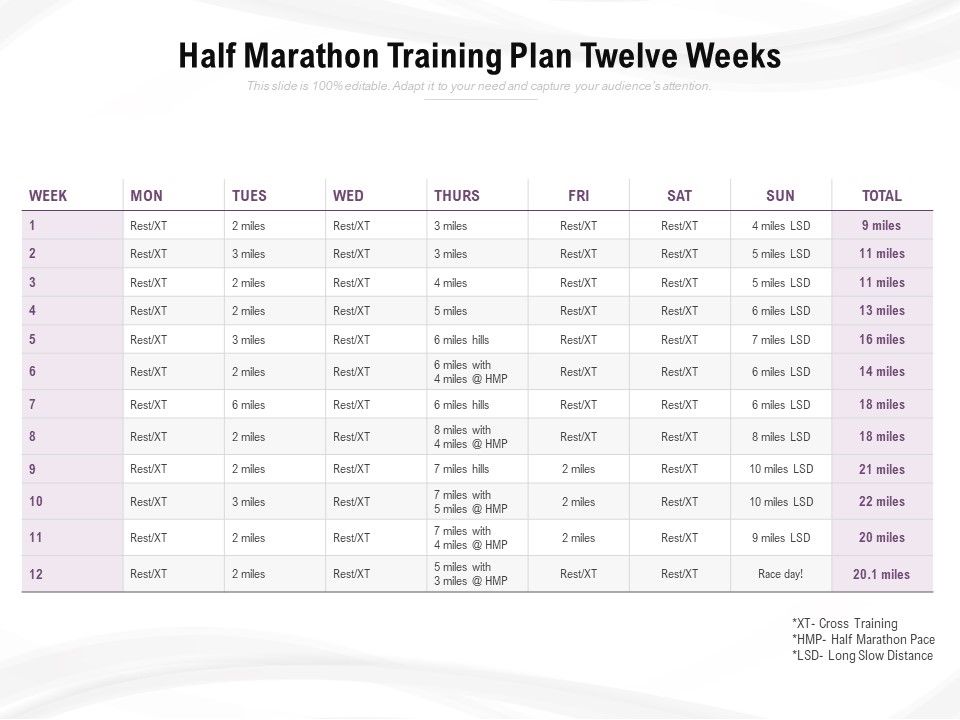 Half Marathon Training Plan Twelve Weeks
This slide is 100% editable. Adapt it to your need and capture your audience's attention.
WEEK MON TUES WED THURS FRI SAT SUN TOTAL
1 Rest/XT 2 miles Rest/XT 3 miles Rest/XT Rest/XT 4 miles LSD 9 miles
2 Rest/XT 3 miles Rest/XT 3 miles Rest/XT Rest/XT 5 miles LSD 11 miles
3 Rest/XT 2 miles Rest/XT 4 miles Rest/XT Rest/XT 5 miles LSD 11 miles
4 Rest/XT 2 miles Rest/XT 5 miles Rest/XT Rest/XT 6 miles LSD 13 miles
5 Rest/XT 3 miles Rest/XT 6 miles hills Rest/XT Rest/XT 7 miles LSD 16 miles
6 Rest/XT 2 miles Rest/XT 6 miles with 4 miles @ HMP Rest/XT Rest/XT 6 miles LSD 14 miles
7 Rest/XT 6 miles Rest/XT 6 miles hills Rest/XT Rest/XT 6 miles LSD 18 miles
8 Rest/XT 2 miles Rest/XT 8 miles with 4 miles @ HMP Rest/XT Rest/XT 8 miles LSD 18 miles
9 Rest/XT 2 miles Rest/XT 7 miles hills 2 miles Rest/XT 10 miles LSD 21 miles
10 Rest/XT 3 miles Rest/XT 7 miles with 5 miles @ HMP 2 miles Rest/XT 10 miles LSD 22 miles
11 Rest/XT 2 miles Rest/XT 7 miles with 4 miles @ HMP 2 miles Rest/XT 9 miles LSD 20 miles
12 Rest/XT 2 miles Rest/XT 5 miles with 3 miles @ HMP Rest/XT Rest/XT Race day! 20.1 miles
*XT- Cross Training
*HMP- Half Marathon Pace
*LSD- Long Slow Distance